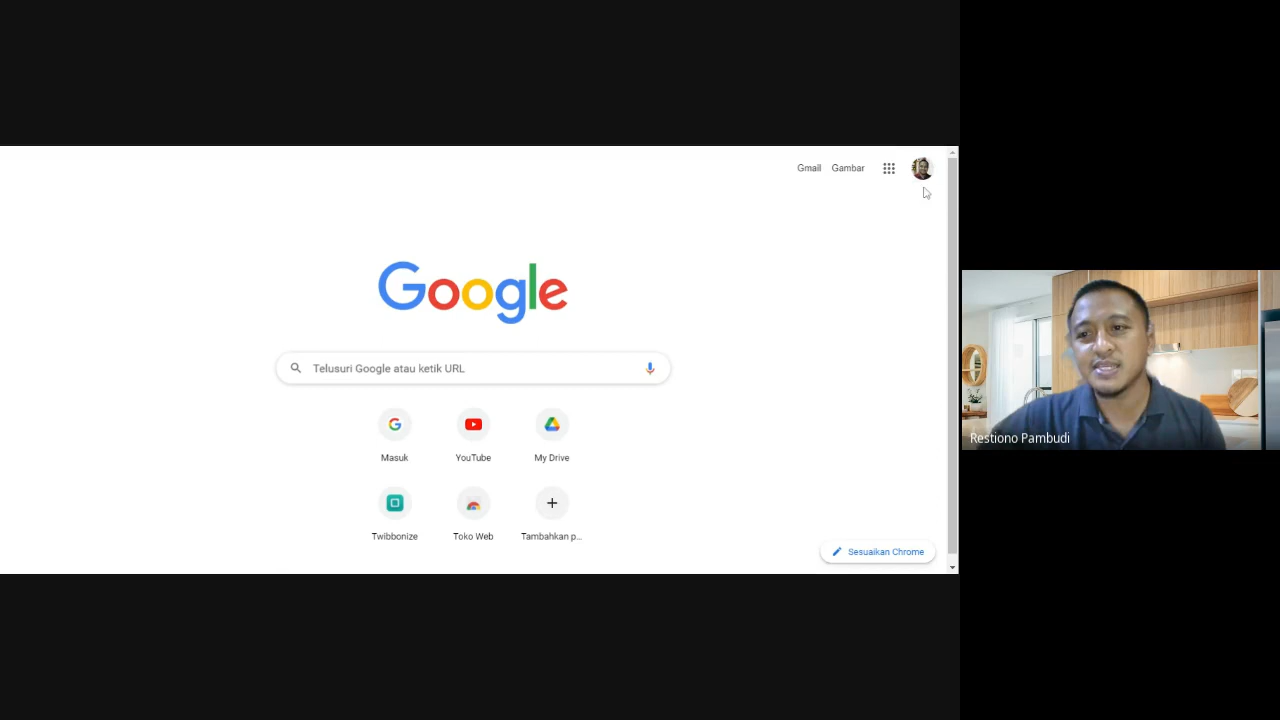 Gmail Gambar
Google
Telusuri Google atau ketik URL
Masuk YouTube My Drive
Twibbonize Toko Web Tambahkan p...
Sesuaikan Chrome
Restiono Pambudi